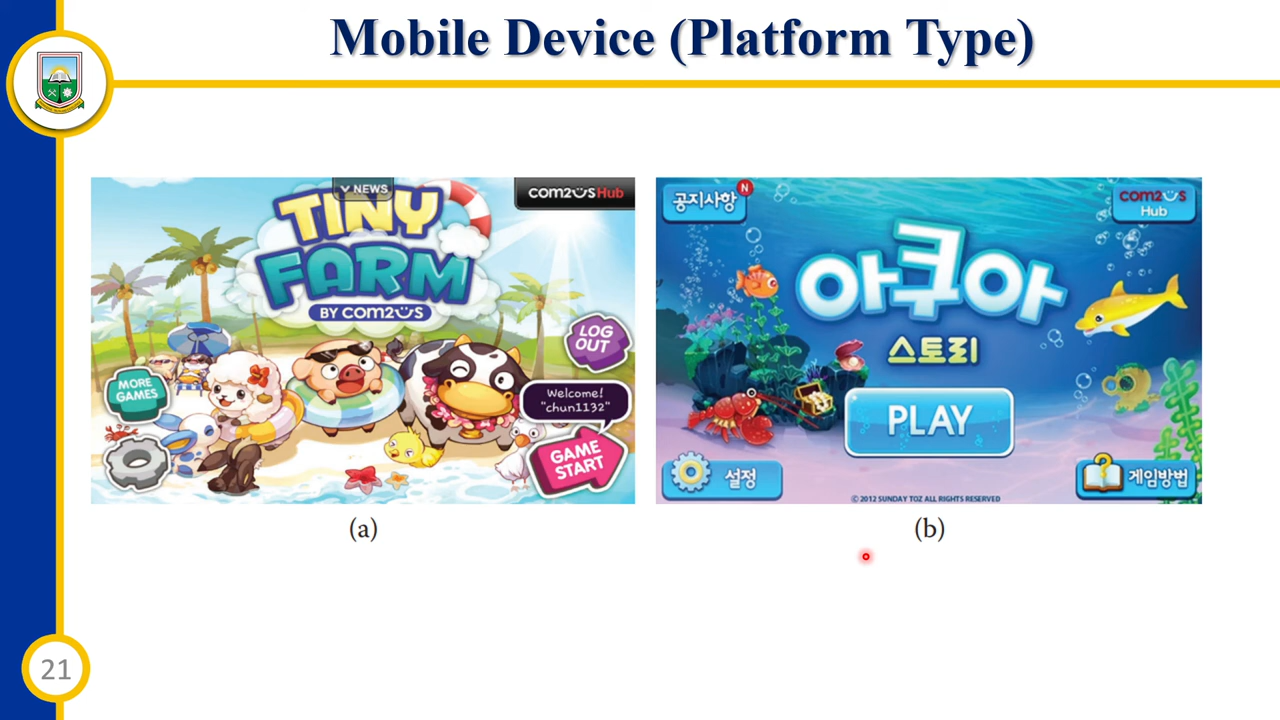 Mobile Device (Platform Type)
NEWS
COM2US Hub
TINY
FARM
BY COM2US
LOG
OUT
MORE
GAMES
Welcome!
"chun1132"
GAME
START
(a)
공지사항
N
COM2US
Hub
아쿠아
스토리
PLAY
설정
게임방법
© 2012 SUNDAY TOZ ALL RIGHTS RESERVED
(b)
21